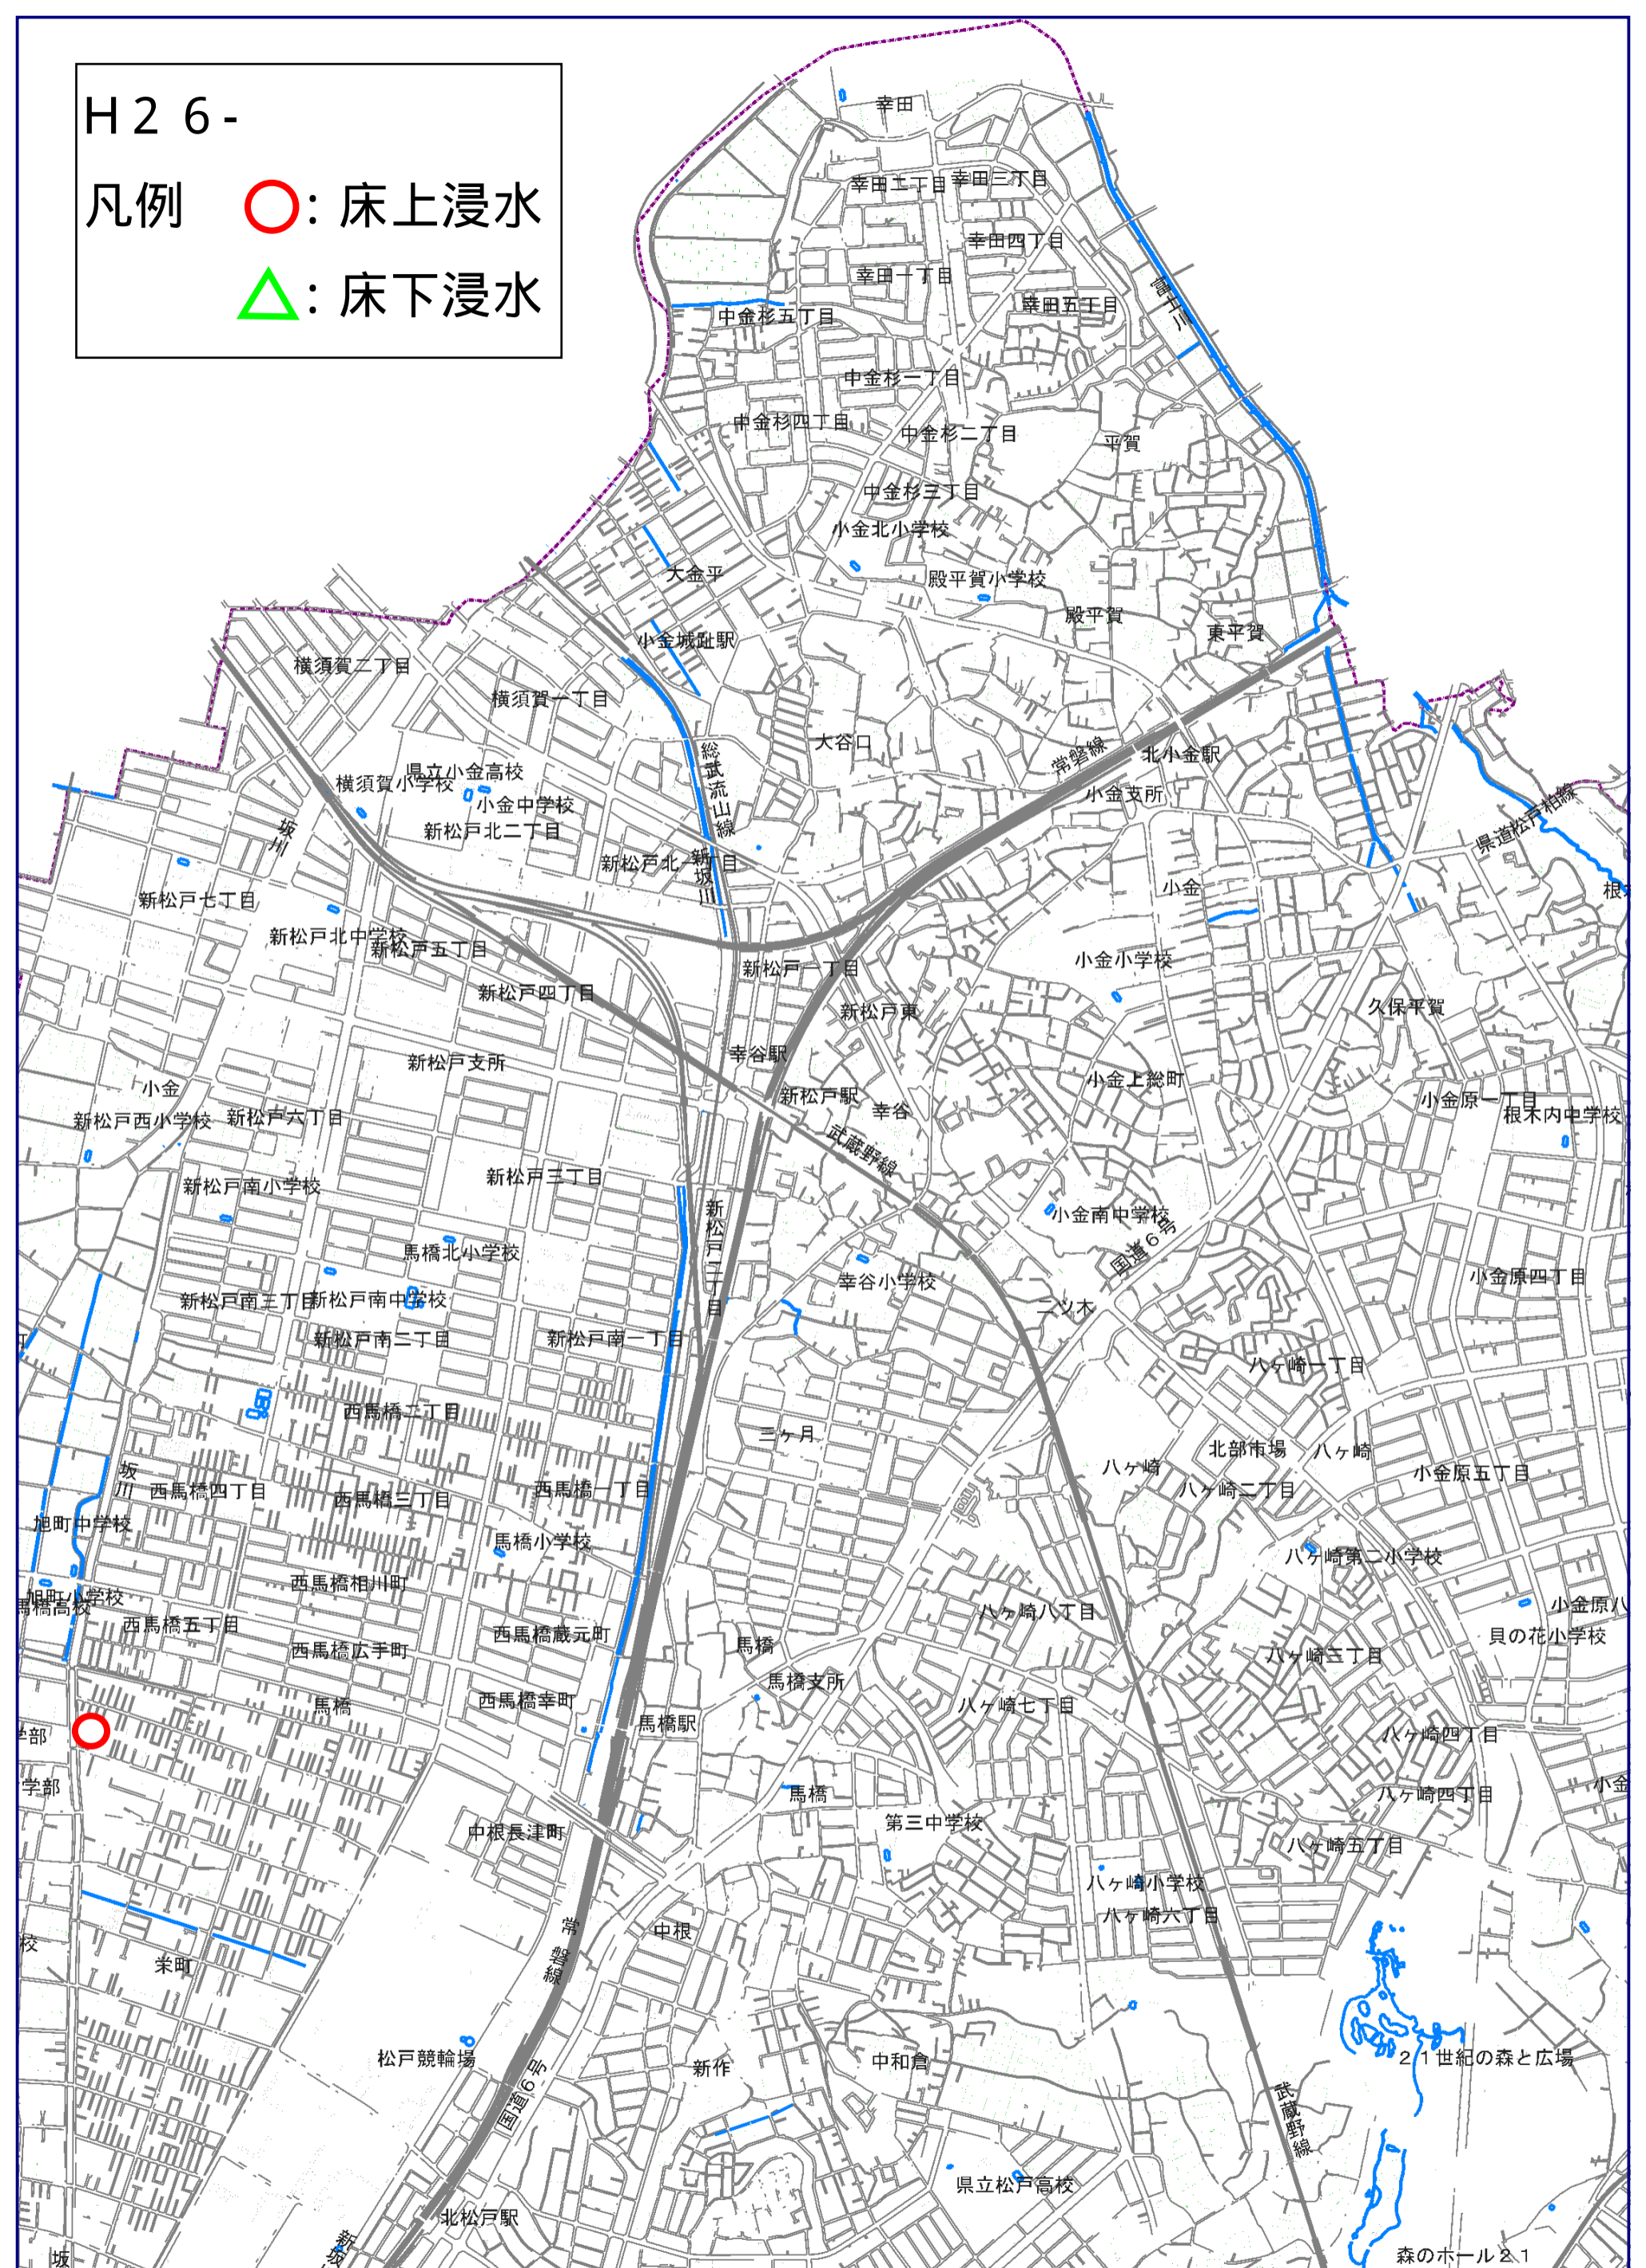 H26-
凡例
○：床上浸水
△：床下浸水
幸田
幸田二丁目
幸田三丁目
幸田四丁目
幸田一丁目
幸田五丁目
富士川
中金杉五丁目
中金杉一丁目
中金杉四丁目
中金杉二丁目
平賀
中金杉三丁目
小金北小学校
大金平
殿平賀小学校
殿平賀
東平賀
小金城趾駅
横須賀二丁目
横須賀一丁目
大谷口
総武流山線
常磐線
北小金駅
県立小金高校
横須賀小学校
小金中学校
小金支所
県道松戸柏線
坂川
新松戸北二丁目
新松戸北一丁目
新坂川
小金
新松戸七丁目
新松戸北中学校
新松戸五丁目
新松戸一丁目
小金小学校
新松戸四丁目
新松戸東
久保平賀
新松戸支所
幸谷駅
小金
新松戸駅
幸谷
小金上総町
小金原一丁目
根木内中学校
新松戸西小学校
新松戸六丁目
武蔵野線
新松戸三丁目
新松戸南小学校
新松戸二丁目
小金南中学校
国道6号
馬橋北小学校
幸谷小学校
小金原四丁目
新松戸南三丁目
新松戸南中学校
二ツ木
新松戸南二丁目
新松戸南一丁目
八ヶ崎一丁目
西馬橋二丁目
三ヶ月
北部市場
八ヶ崎
八ヶ崎
小金原五丁目
坂川
西馬橋四丁目
西馬橋三丁目
西馬橋一丁目
八ヶ崎二丁目
旭町中学校
馬橋小学校
八ヶ崎第二小学校
西馬橋相川町
旭町小学校
馬橋高校
小金原八
八ヶ崎八丁目
西馬橋五丁目
西馬橋蔵元町
馬橋
貝の花小学校
西馬橋広手町
八ヶ崎三丁目
馬橋支所
西馬橋幸町
馬橋
八ヶ崎七丁目
馬橋駅
学部
八ヶ崎四丁目
学部
小金
馬橋
八ヶ崎四丁目
第三中学校
中根長津町
八ヶ崎五丁目
八ヶ崎小学校
八ヶ崎六丁目
常磐線
中根
校
栄町
松戸競輪場
新作
中和倉
21世紀の森と広場
国道6号
武蔵野線
県立松戸高校
北松戸駅
新坂
坂
森のホール21